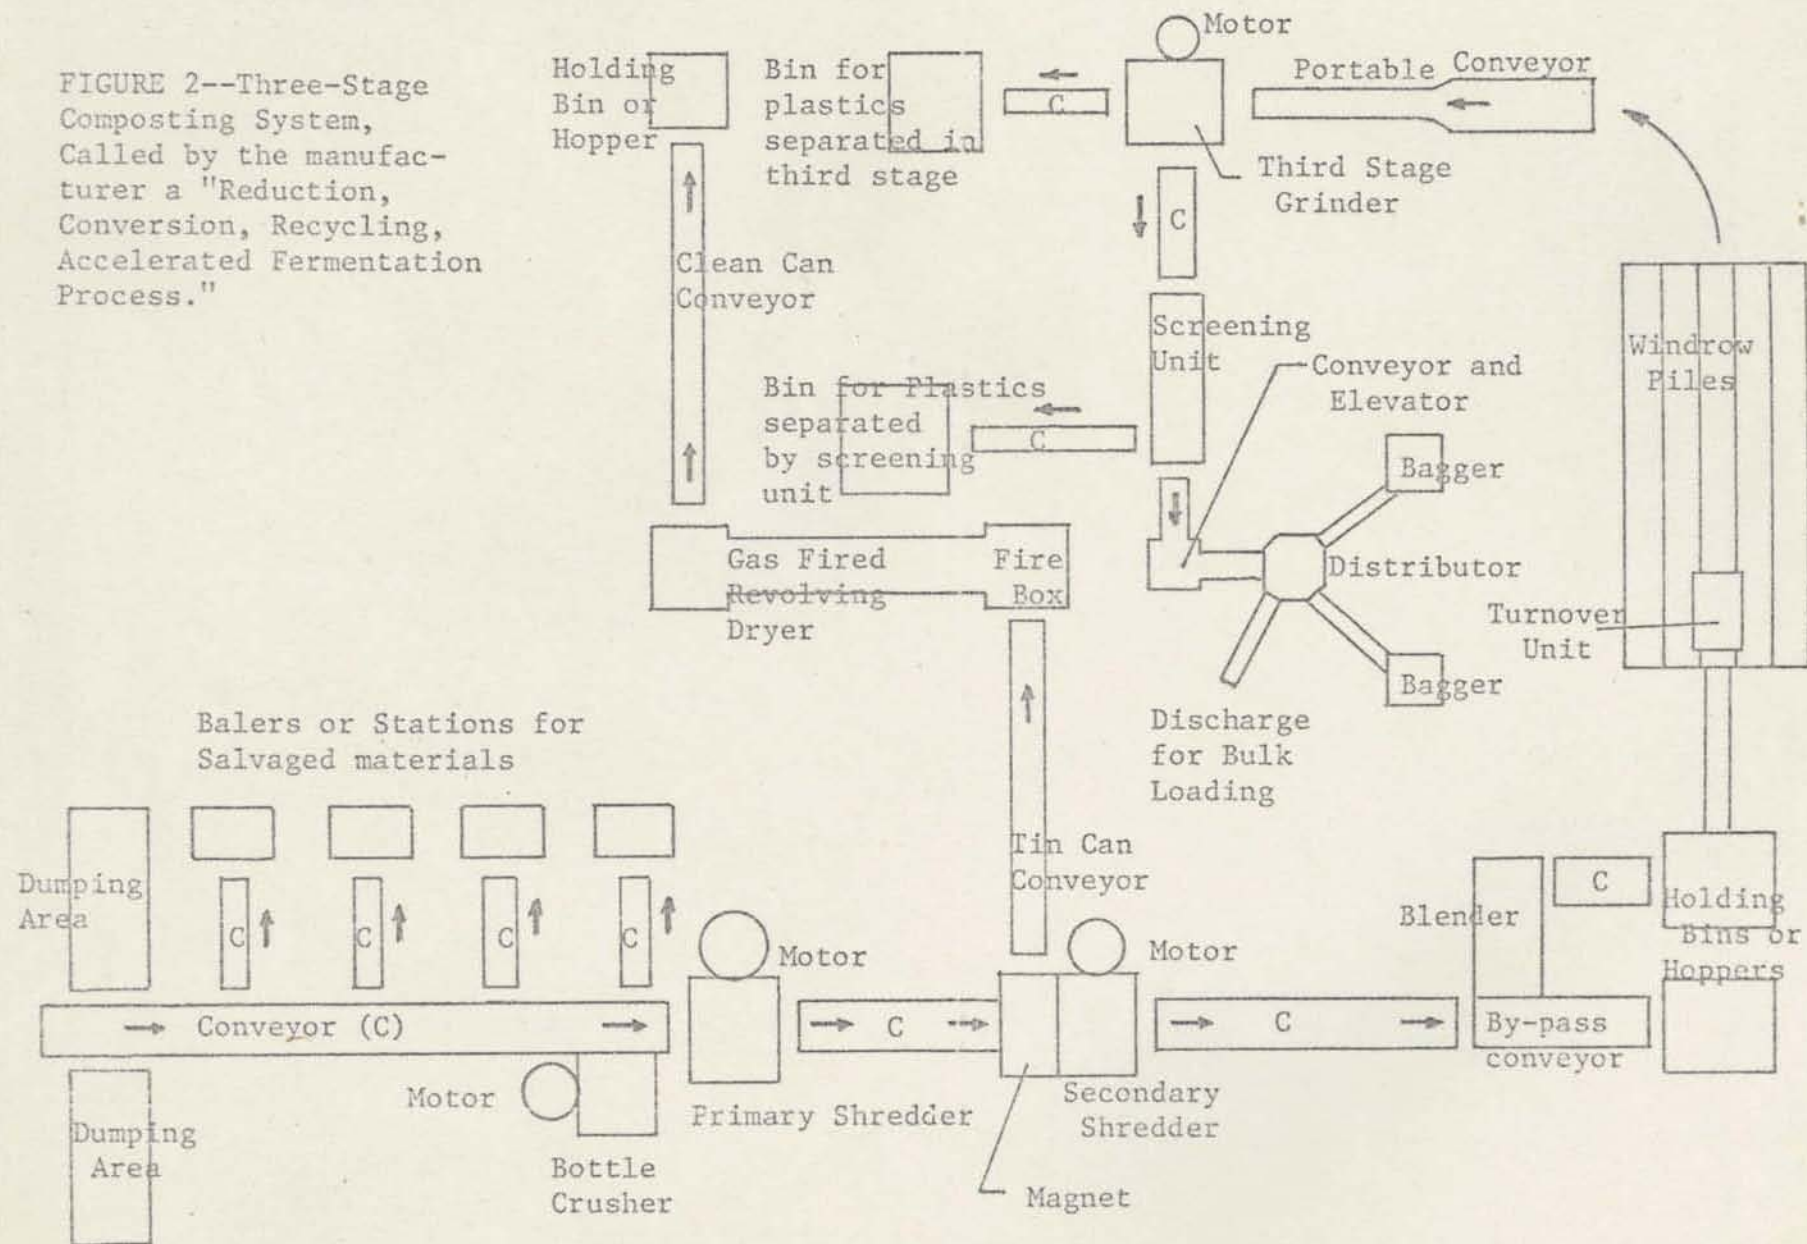 FIGURE 2--Three-Stage
Composting System,
Called by the manufac-
turer a "Reduction,
Conversion, Recycling,
Accelerated Fermentation
Process."
Holding
Bin or
Hopper
Bin for
plastics
separated in
third stage
C
Motor
Portable Conveyor
Third Stage
Grinder
C
Clean Can
Conveyor
Screening
Unit
Conveyor and
Elevator
Windrow
Piles
Bin for Plastics
separated
by screening
unit
C
Bagger
Gas Fired
Revolving
Dryer
Fire
Box
Distributor
Turnover
Unit
Bagger
Discharge
for Bulk
Loading
Balers or Stations for
Salvaged materials
Tin Can
Conveyor
Dumping
Area
C
C
C
C
Motor
Motor
Blender
C
Holding
Bins or
Hoppers
Conveyor (C)
C
C
By-pass
conveyor
Motor
Primary Shredder
Secondary
Shredder
Dumping
Area
Bottle
Crusher
Magnet